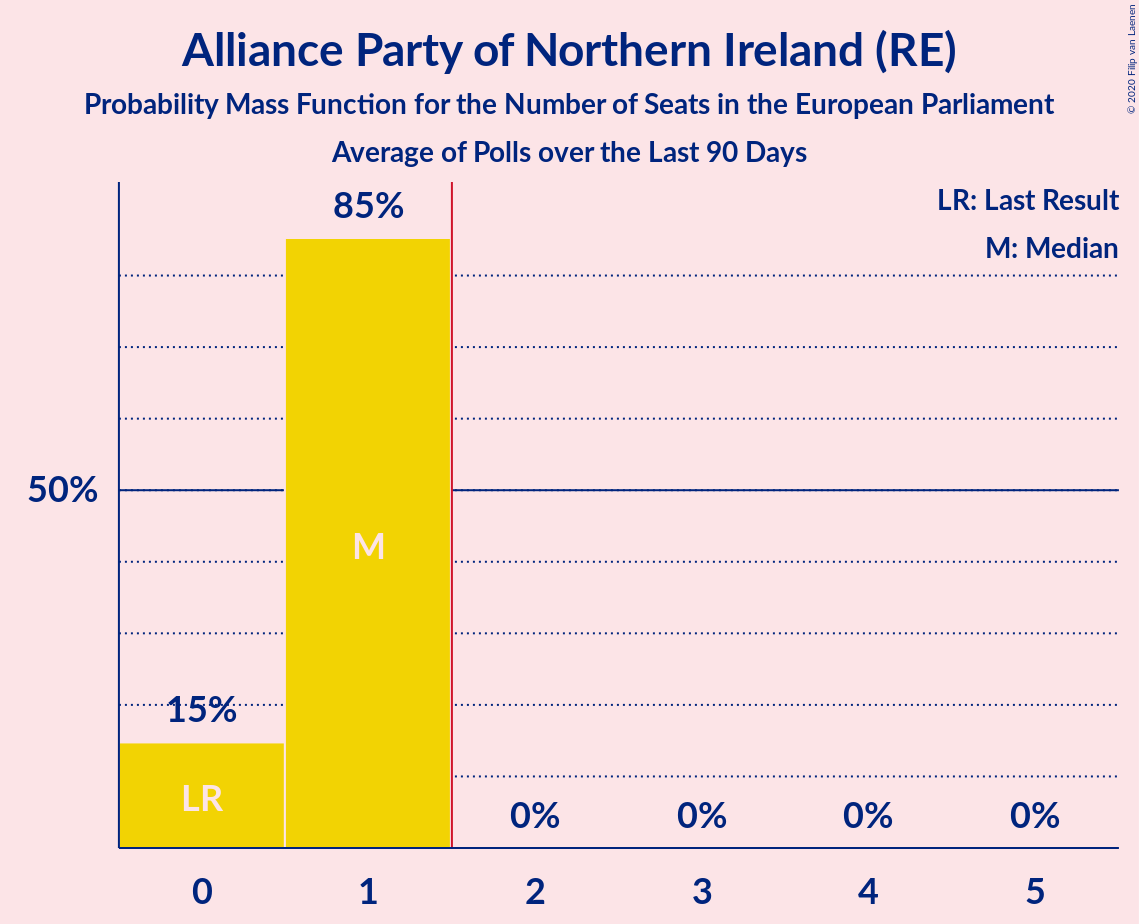 Alliance Party of Northern Ireland (RE)
Probability Mass Function for the Number of Seats in the European Parliament
Average of Polls over the Last 90 Days
© 2020 Filip van Laenen
LR: Last Result
M: Median
85%
50%
M
15%
LR
0% 0% 0% 0%
0 1 2 3 4 5